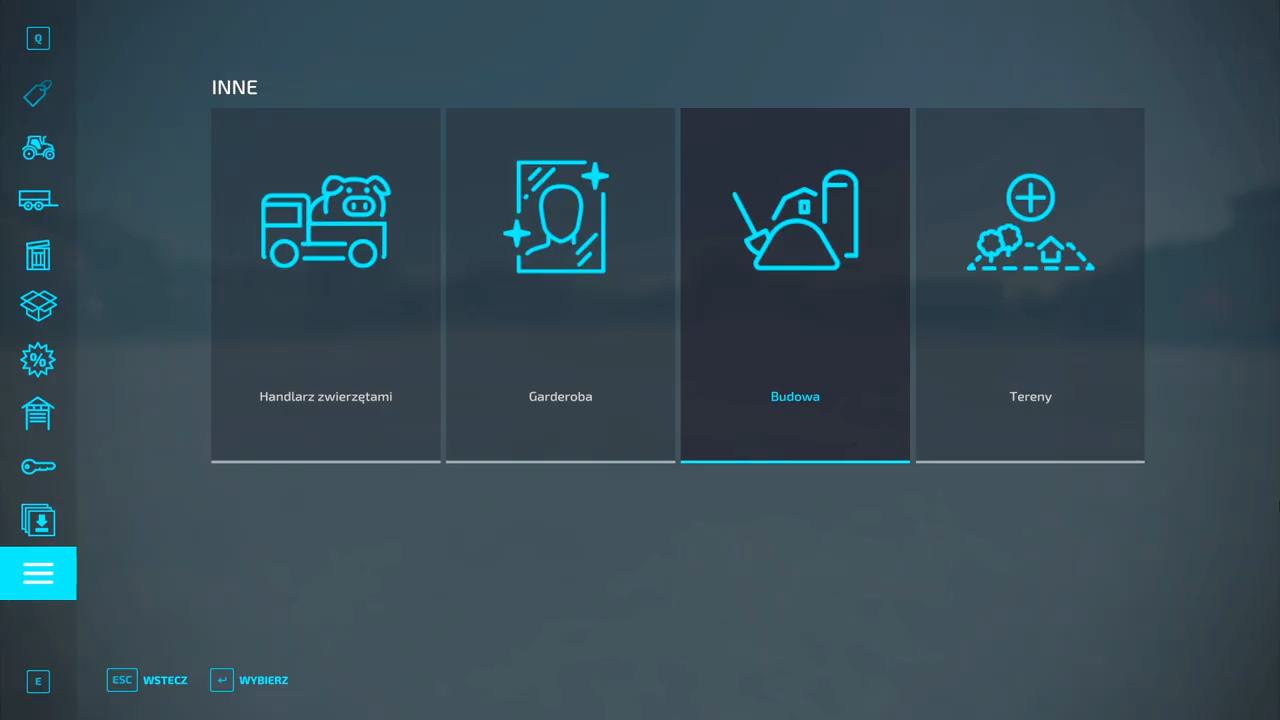 Q
INNE
Handlarz zwierzętami
Garderoba
Budowa
Tereny
%
E
ESC WSTECZ
↵ WYBIERZ